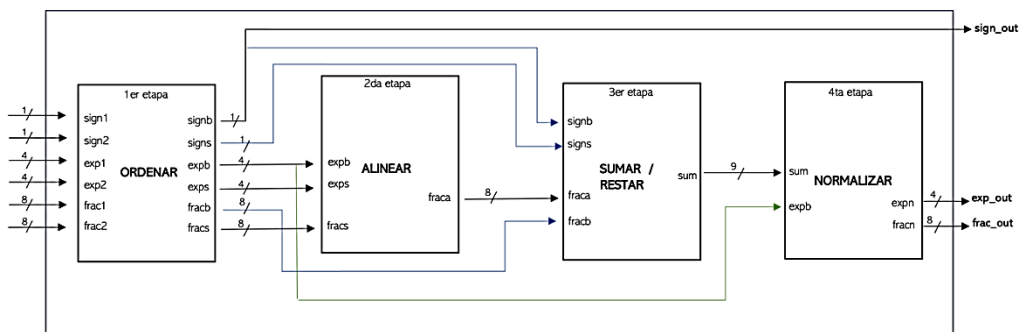 sign_out
1er etapa
2da etapa
3er etapa
4ta etapa
1
sign1
signb
1
1
sign2
signs
1
4
exp1
expb
4
4
exp2
exps
4
8
frac1
fracb
8
8
frac2
fracs
8
ORDENAR
expb
exps
fracs
ALINEAR
fraca
8
signb
signs
fraca
fracb
SUMAR /
RESTAR
sum
9
sum
expb
NORMALIZAR
expn
4
exp_out
fracn
8
frac_out